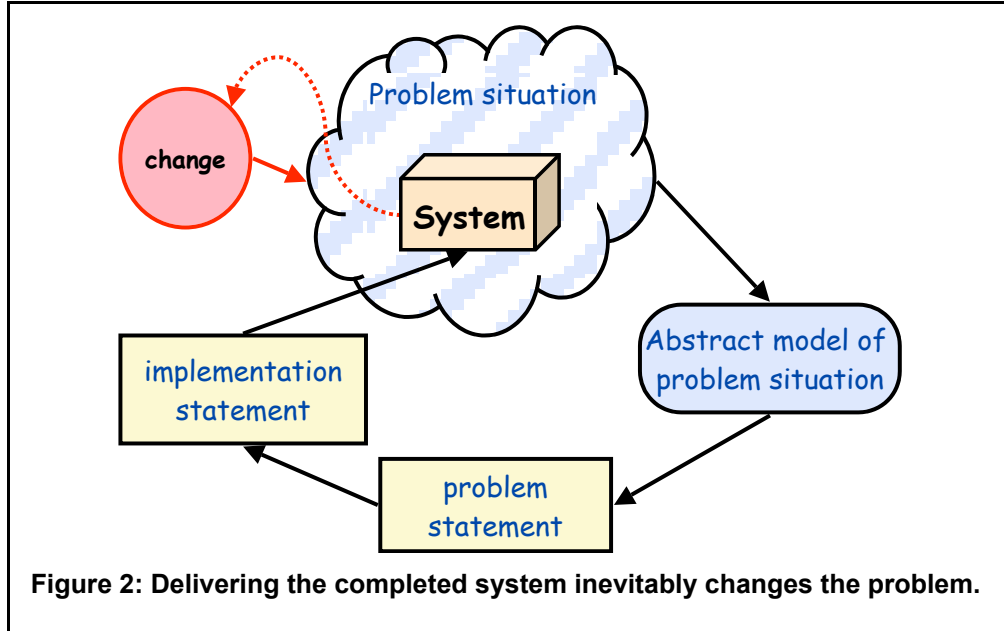 Problem situation
change
System
Abstract model of
problem situation
implementation
statement
problem
statement
Figure 2: Delivering the completed system inevitably changes the problem.